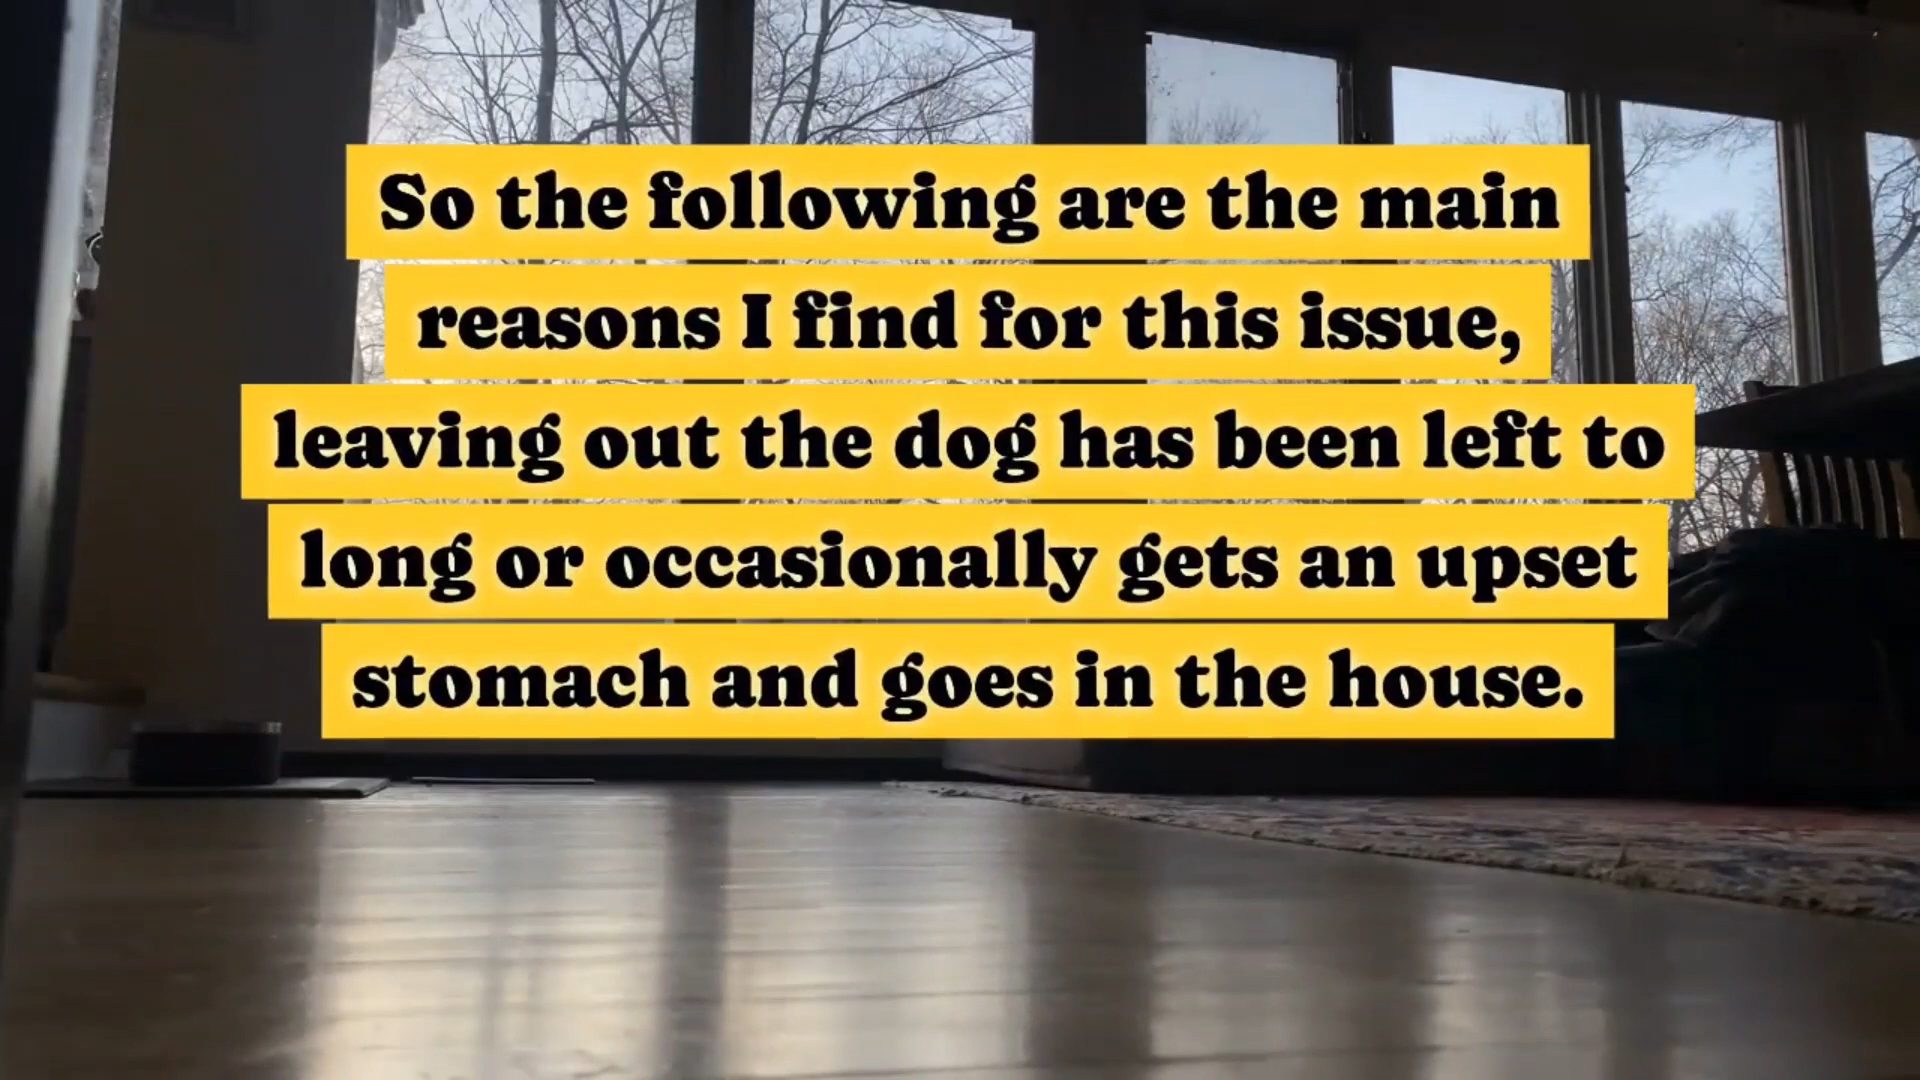 So the following are the main
reasons I find for this issue,
leaving out the dog has been left to
long or occasionally gets an upset
stomach and goes in the house.